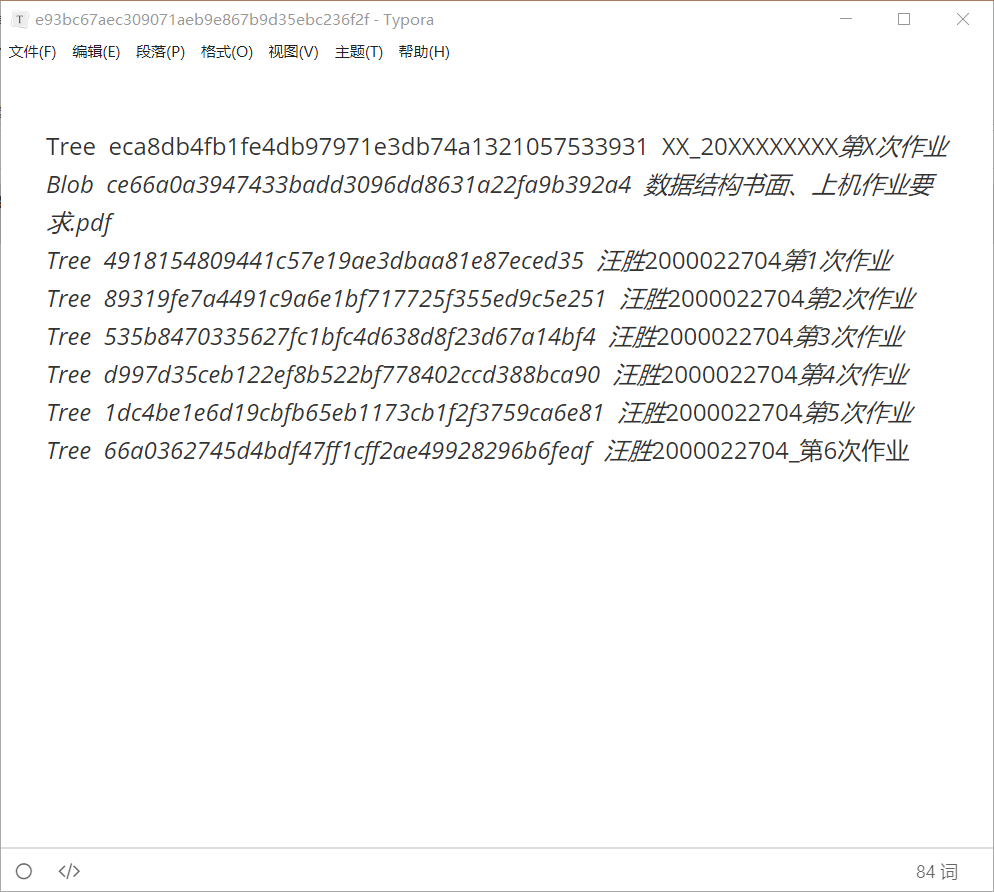 e93bc67aec309071aeb9e867b9d35ebc236f2f - Typora
文件(F) 编辑(E) 段落(P) 格式(O) 视图(V) 主题(T) 帮助(H)
Tree eca8db4fb1fe4db97971e3db74a1321057533931 XX_20XXXXXXXX第X次作业
Blob ce66a0a3947433badd3096dd8631a22fa9b392a4 数据结构书面、上机作业要
求.pdf
Tree 4918154809441c57e19ae3dbaa81e87eced35 汪胜2000022704第1次作业
Tree 89319fe7a4491c9a6e1bf717725f355ed9c5e251 汪胜2000022704第2次作业
Tree 535b8470335627fc1bfc4d638d8f23d67a14bf4 汪胜2000022704第3次作业
Tree d997d35ceb122ef8b522bf778402ccd388bca90 汪胜2000022704第4次作业
Tree 1dc4be1e6d19cbfb65eb1173cb1f2f3759ca6e81 汪胜2000022704第5次作业
Tree 66a0362745d4bdf47ff1cff2ae49928296b6feaf 汪胜2000022704_第6次作业
84 词